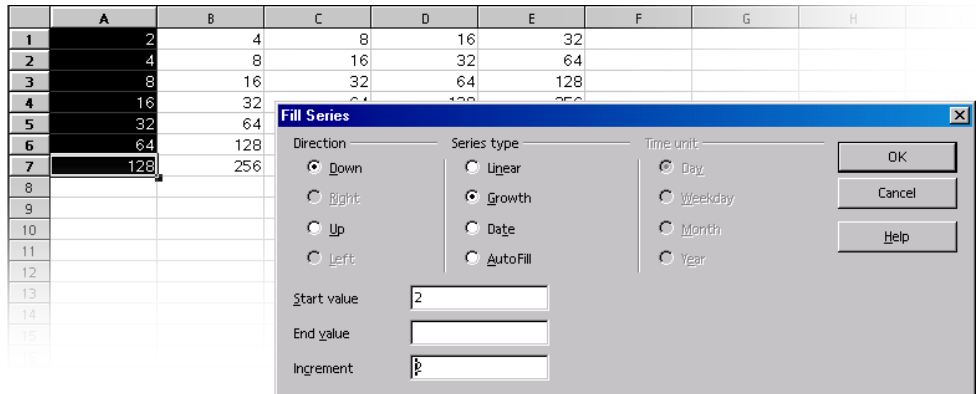 A B C D E F G H
1 2 4 8 16 32
2 4 8 16 32 64
3 8 16 32 64 128
4 16 32 64 128 256
5 32 64
6 64 128
7 128 256
8
9
10
11
12
13
14
15
Fill Series
Direction Series type Time unit
Down Linear Day OK
Right Growth Weekday Cancel
Up Date Month Help
Left AutoFill Year
Start value 2
End value
Increment 2